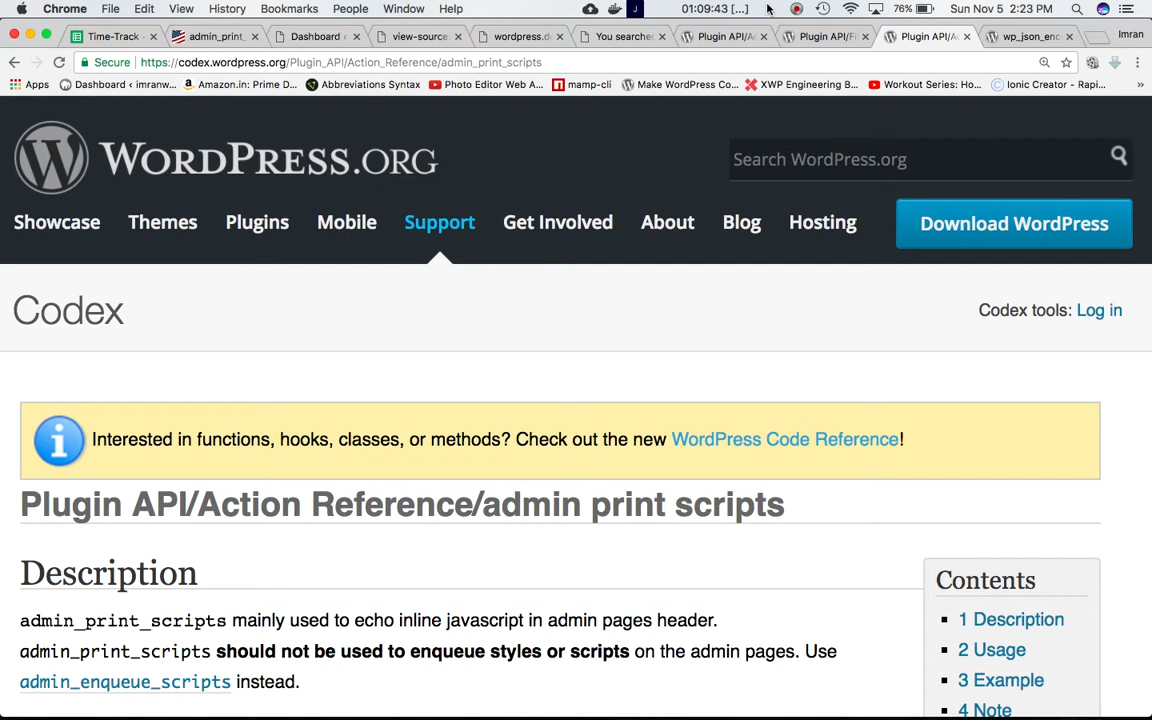 Chrome File Edit View History Bookmarks People Window Help J 01:09:43 [...] 76% Sun Nov 5 2:23 PM
Time-Track admin_print_ Dashboard view-source: wordpress.d You searche Plugin API/A Plugin API/F Plugin API/A wp_json_enc Imran
Secure https://codex.wordpress.org/Plugin_API/Action_Reference/admin_print_scripts
Apps Dashboard ‹ imranw... Amazon.in: Prime D... Abbreviations Syntax Photo Editor Web A... mamp-cli Make WordPress Co... XWP Engineering B... Workout Series: Ho... Ionic Creator - Rapi... »
WORDPRESS.ORG
Search WordPress.org
Showcase Themes Plugins Mobile Support Get Involved About Blog Hosting Download WordPress
Codex
Codex tools: Log in
Interested in functions, hooks, classes, or methods? Check out the new WordPress Code Reference!
Plugin API/Action Reference/admin print scripts
Description
admin_print_scripts mainly used to echo inline javascript in admin pages header.
admin_print_scripts should not be used to enqueue styles or scripts on the admin pages. Use
admin_enqueue_scripts instead.
Contents
1 Description
2 Usage
3 Example
4 Note